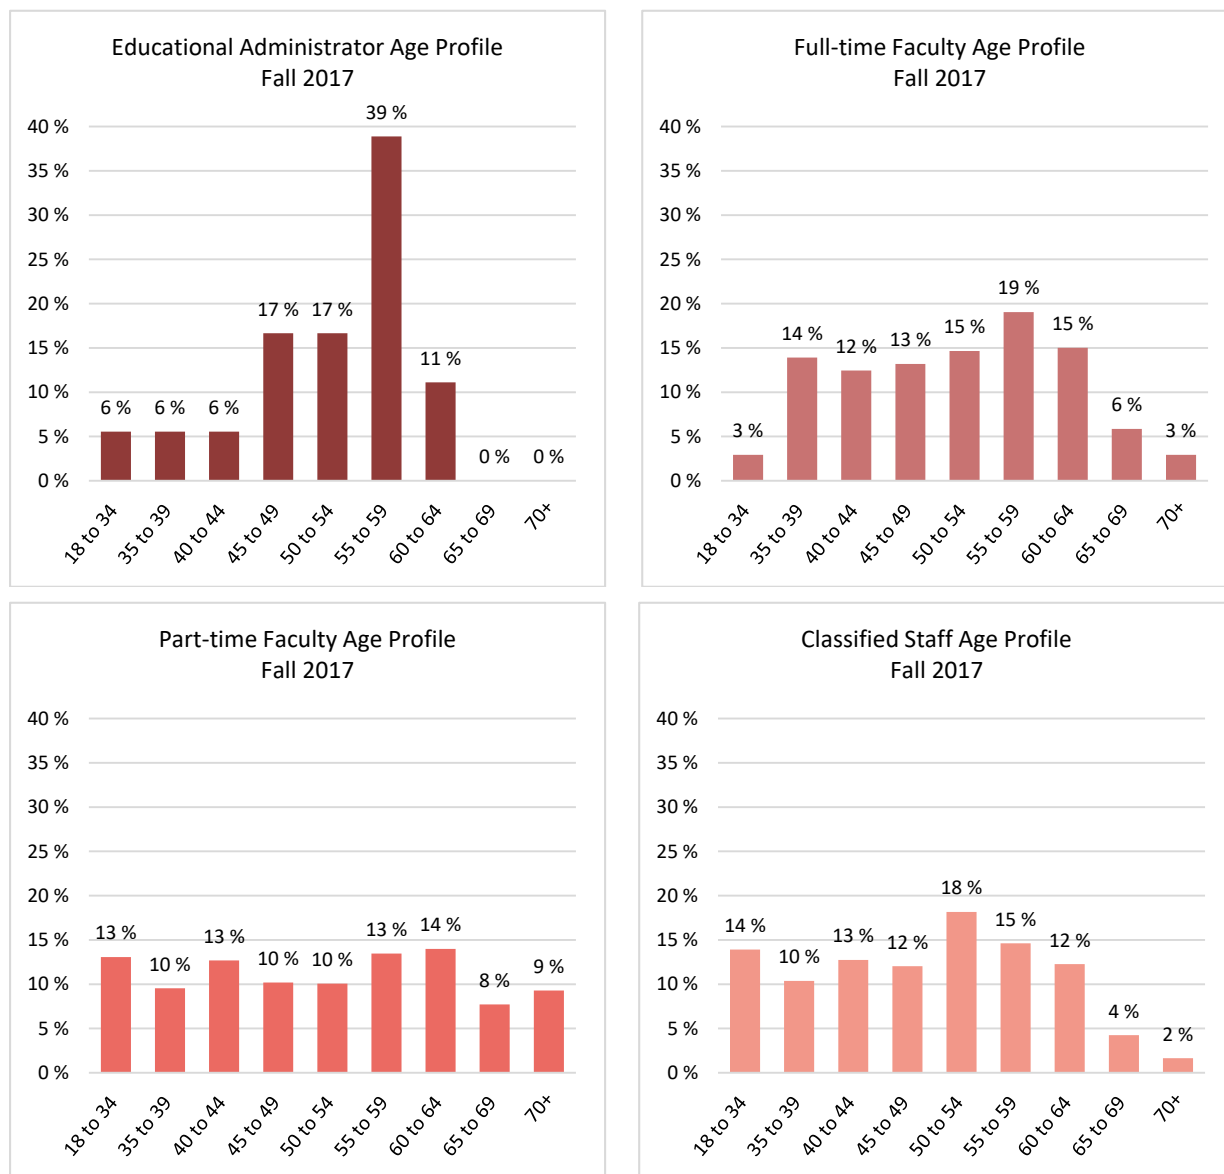 Educational Administrator Age Profile
Fall 2017
39 %
40 %
35 %
30 %
25 %
20 %
15 %
10 %
5 %
0 %
6 %
6 %
6 %
17 %
17 %
11 %
0 %
0 %
18 to 34
35 to 39
40 to 44
45 to 49
50 to 54
55 to 59
60 to 64
65 to 69
70+
Full-time Faculty Age Profile
Fall 2017
40 %
35 %
30 %
25 %
20 %
15 %
10 %
5 %
0 %
3 %
14 %
12 %
13 %
15 %
19 %
15 %
6 %
3 %
18 to 34
35 to 39
40 to 44
45 to 49
50 to 54
55 to 59
60 to 64
65 to 69
70+
Part-time Faculty Age Profile
Fall 2017
40 %
35 %
30 %
25 %
20 %
15 %
10 %
5 %
0 %
13 %
10 %
13 %
10 %
10 %
13 %
14 %
8 %
9 %
18 to 34
35 to 39
40 to 44
45 to 49
50 to 54
55 to 59
60 to 64
65 to 69
70+
Classified Staff Age Profile
Fall 2017
40 %
35 %
30 %
25 %
20 %
15 %
10 %
5 %
0 %
14 %
10 %
13 %
12 %
18 %
15 %
12 %
4 %
2 %
18 to 34
35 to 39
40 to 44
45 to 49
50 to 54
55 to 59
60 to 64
65 to 69
70+